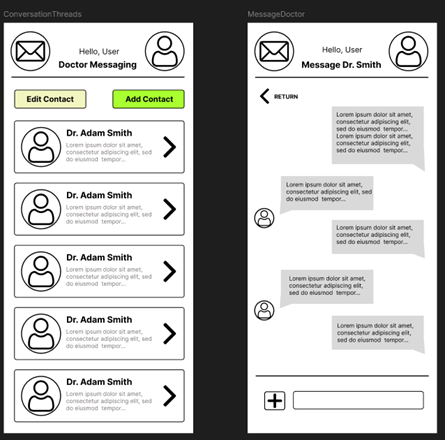 ConversationThreads
Hello, User
Doctor Messaging
Edit Contact
Add Contact
Dr. Adam Smith
Lorem ipsum dolor sit amet,
consectetur adipiscing elit, sed
do eiusmod tempor...
Dr. Adam Smith
Lorem ipsum dolor sit amet,
consectetur adipiscing elit, sed
do eiusmod tempor...
Dr. Adam Smith
Lorem ipsum dolor sit amet,
consectetur adipiscing elit, sed
do eiusmod tempor...
Dr. Adam Smith
Lorem ipsum dolor sit amet,
consectetur adipiscing elit, sed
do eiusmod tempor...
Dr. Adam Smith
Lorem ipsum dolor sit amet,
consectetur adipiscing elit, sed
do eiusmod tempor...
MessageDoctor
Hello, User
Message Dr. Smith
RETURN
Lorem ipsum dolor sit amet,
consectetur adipiscing elit,
sed do eiusmod tempor...
Lorem ipsum dolor sit amet,
consectetur adipiscing elit,
sed do eiusmod tempor...
Lorem ipsum dolor sit amet,
consectetur adipiscing elit, sed
do eiusmod tempor...
Lorem ipsum dolor sit amet,
consectetur adipiscing elit,
sed do eiusmod tempor...
Lorem ipsum dolor sit amet,
consectetur adipiscing elit,
sed do eiusmod tempor...
Lorem ipsum dolor sit amet,
consectetur adipiscing elit,
sed do eiusmod tempor...